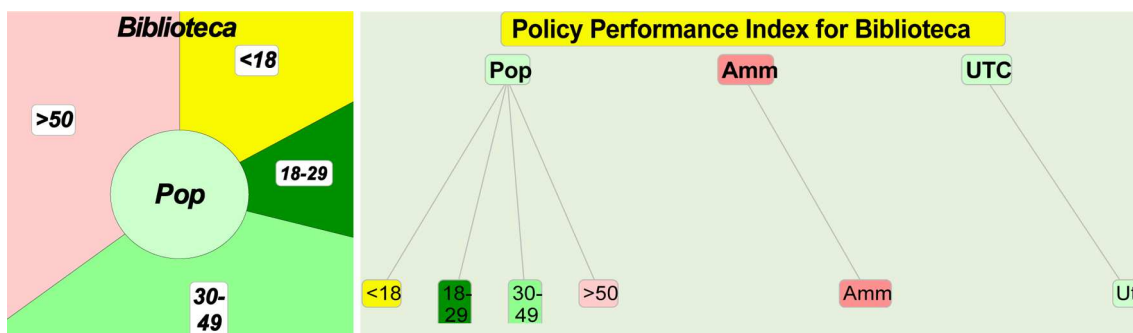 Biblioteca
<18
>50
18-29
Pop
30-
49
Policy Performance Index for Biblioteca
Pop
Amm
UTC
<18
18-
29
30-
49
>50
Amm
Ut